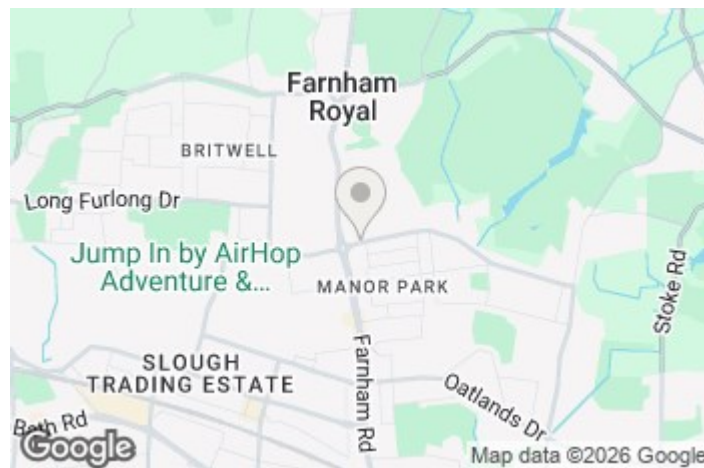 Farnham
Royal
BRITWELL
Long Furlong Dr
Jump In by AirHop
Adventure &...
MANOR PARK
Stoke Rd
SLOUGH
TRADING ESTATE
Farnham Rd
Oatlands Dr
Bath Rd
Google
Map data ©2026 Google